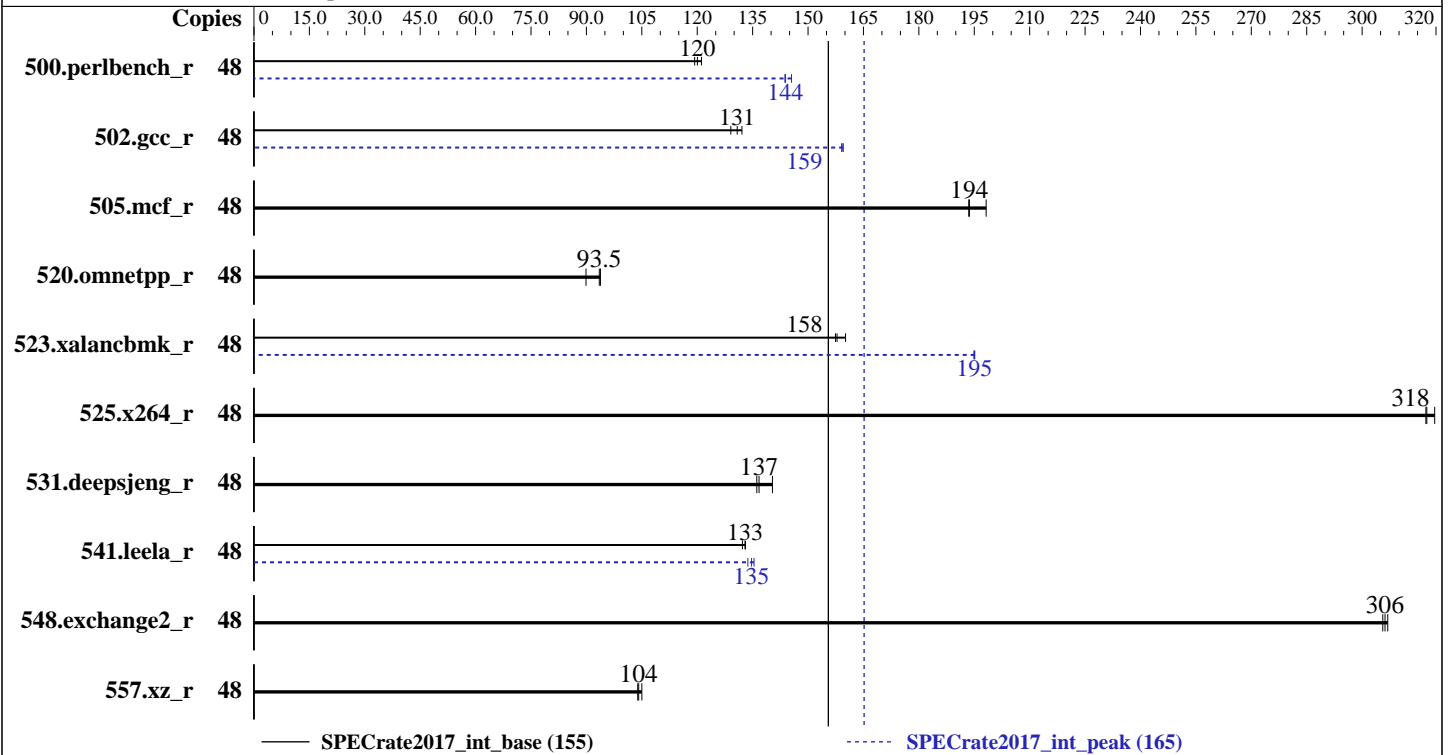 Copies 0 15.0 30.0 45.0 60.0 75.0 90.0 105 120 135 150 165 180 195 210 225 240 255 270 285 300 320
120
500.perlbench_r 48
144
131
502.gcc_r 48
159
194
505.mcf_r 48
93.5
520.omnetpp_r 48
158
523.xalancbmk_r 48
195
318
525.x264_r 48
137
531.deepsjeng_r 48
133
541.leela_r 48
135
306
548.exchange2_r 48
104
557.xz_r 48
SPECrate2017_int_base (155) SPECrate2017_int_peak (165)